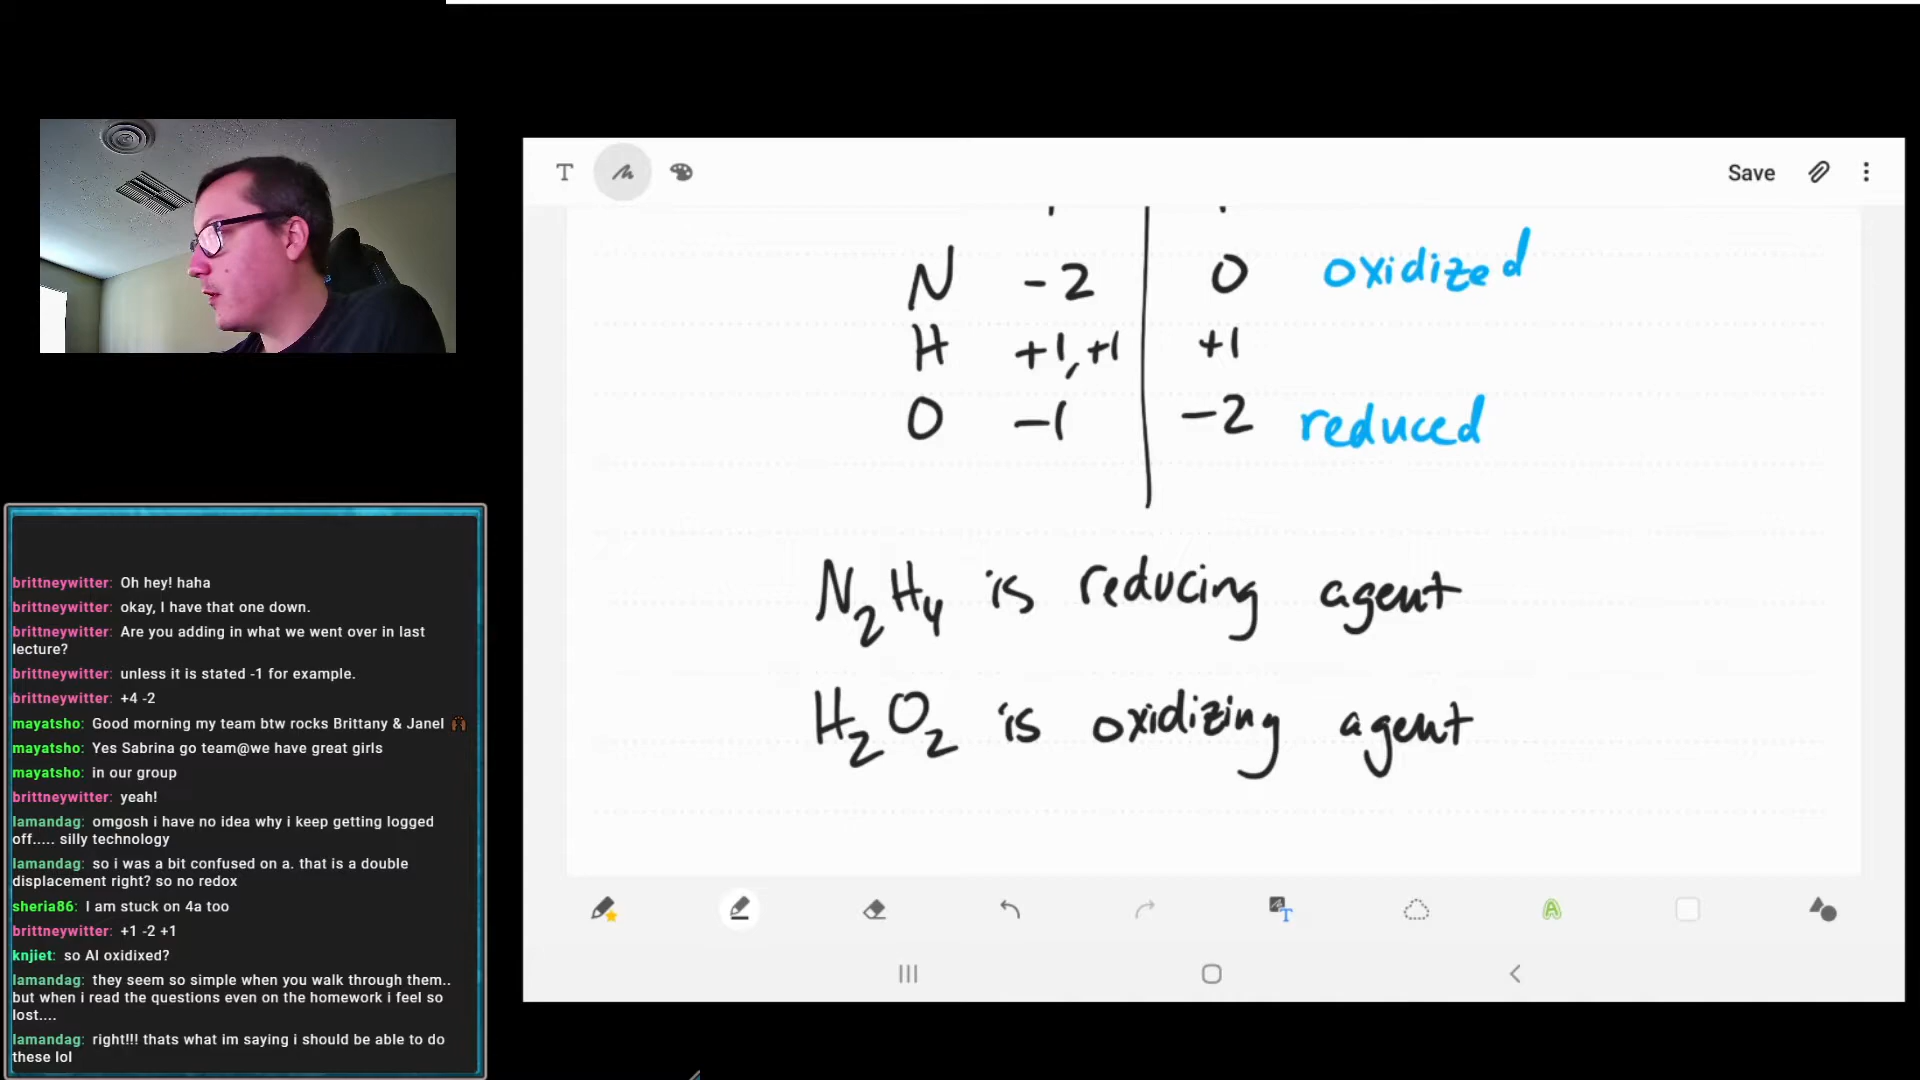 T
Save
N -2 0 oxidized
H +1, +1 +1
O -1 -2 reduced
N2H4 is reducing agent
H2O2 is oxidizing agent
T
A
brittneywitter: Oh hey! haha
brittneywitter: okay, I have that one down.
brittneywitter: Are you adding in what we went over in last
lecture?
brittneywitter: unless it is stated -1 for example.
brittneywitter: +4 -2
mayatsho: Good morning my team btw rocks Brittany & Janel
mayatsho: Yes Sabrina go team@we have great girls
mayatsho: in our group
brittneywitter: yeah!
lamandag: omgosh i have no idea why i keep getting logged
off..... silly technology
lamandag: so i was a bit confused on a. that is a double
displacement right? so no redox
sheria86: I am stuck on 4a too
brittneywitter: +1 -2 +1
knjiet: so Al oxidixed?
lamandag: they seem so simple when you walk through them..
but when i read the questions even on the homework i feel so
lost....
lamandag: right!!! thats what im saying i should be able to do
these lol